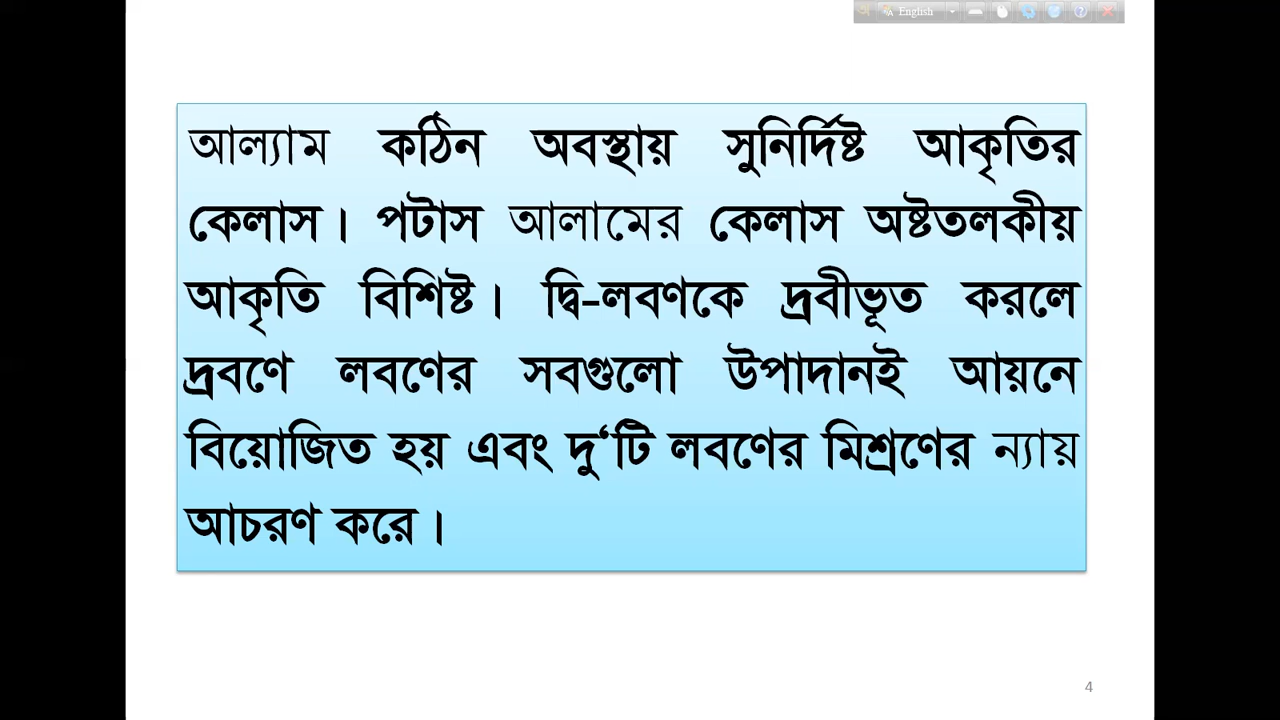 English
আল্যাম কঠিন অবস্থায় সুনির্দিষ্ট আকৃতির
কেলাস। পটাস আলামের কেলাস অষ্টতলকীয়
আকৃতি বিশিষ্ট। দ্বি-লবণকে দ্রবীভূত করলে
দ্রবণে লবণের সবগুলো উপাদানই আয়নে
বিয়োজিত হয় এবং দু‘টি লবণের মিশ্রণের ন্যায়
আচরণ করে।
4